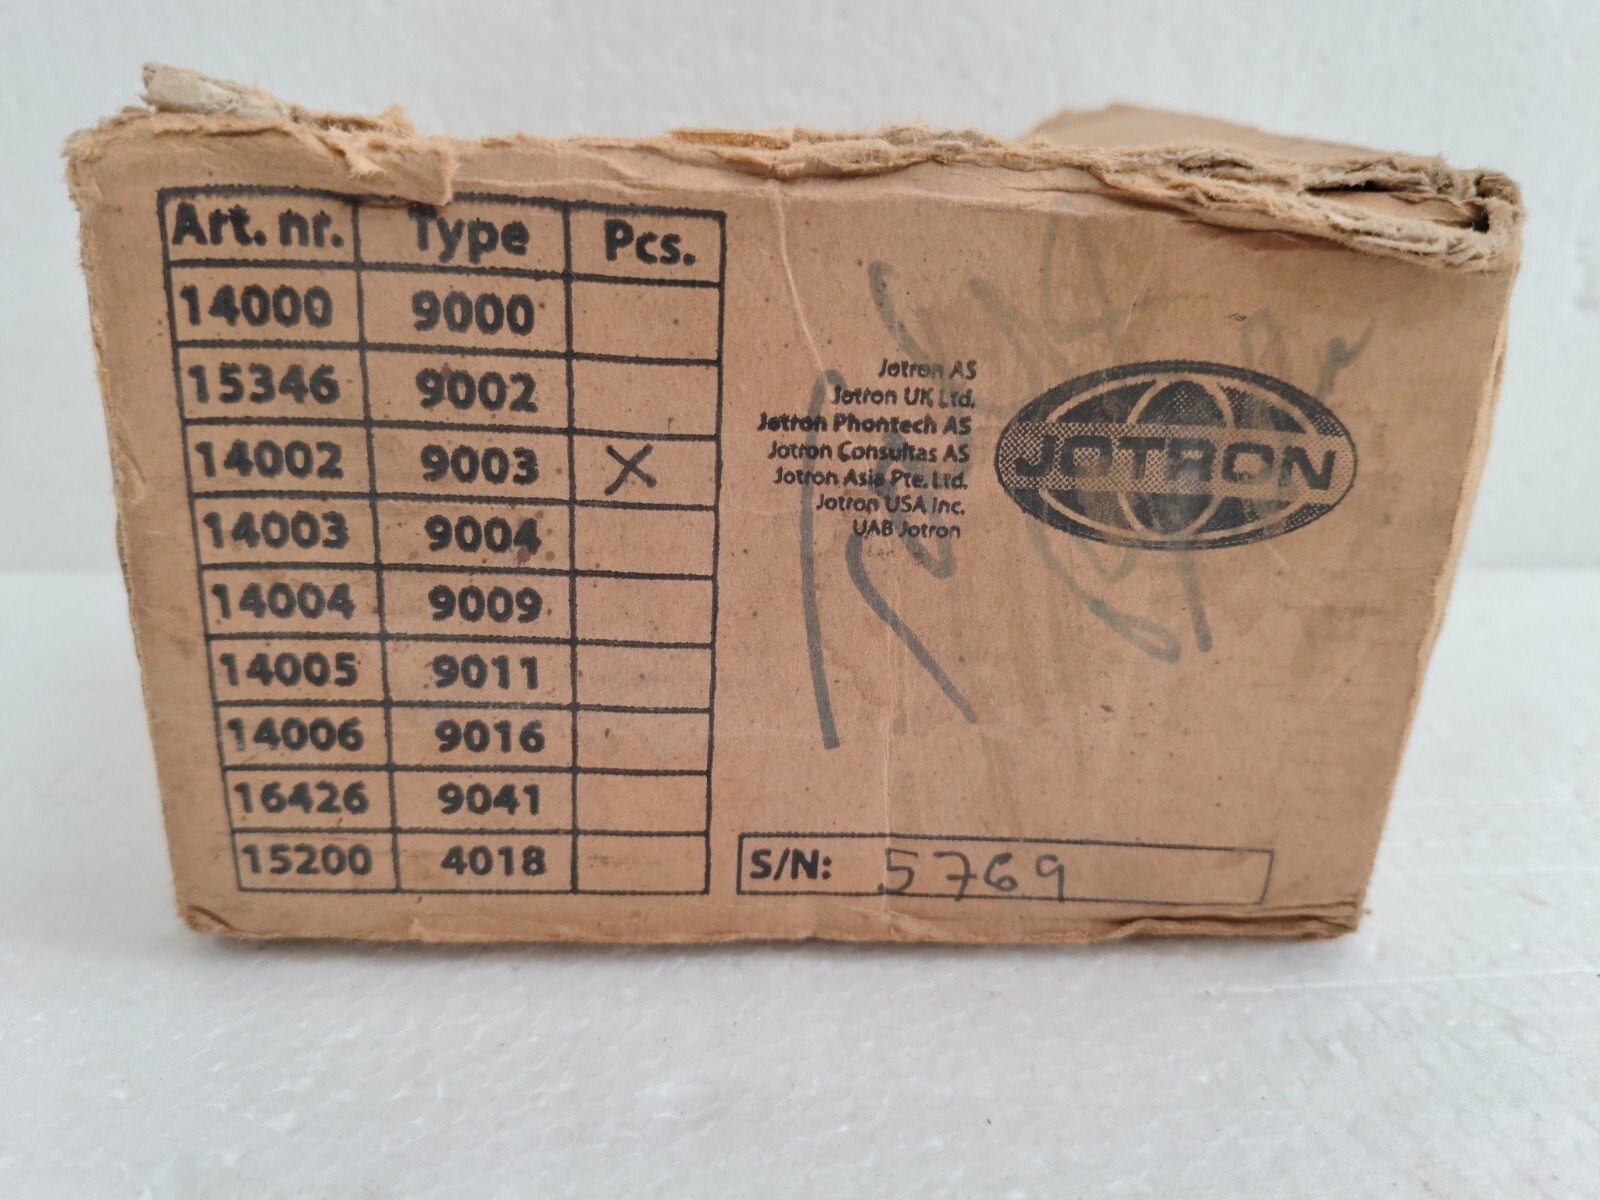 Art. nr. Type Pcs.
14000 9000
15346 9002
14002 9003 X
14003 9004
14004 9009
14005 9011
14006 9016
16426 9041
15200 4018
Jotron AS
Jotron UK Ltd.
Jotron Phontech AS
Jotron Consultas AS
Jotron Asia Pte. Ltd.
Jotron USA Inc.
UAB Jotron
JOTRON
S/N: 5769